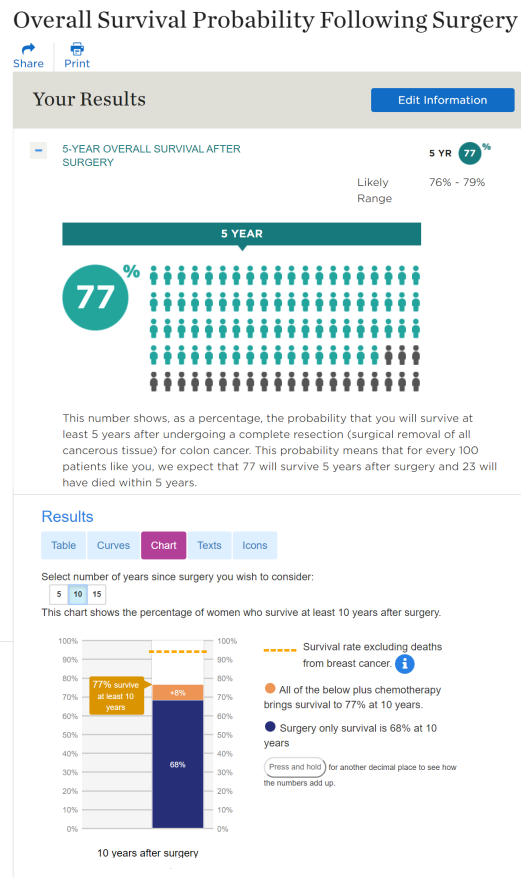 Overall Survival Probability Following Surgery
Share Print
Your Results
Edit Information
5-YEAR OVERALL SURVIVAL AFTER
SURGERY
5 YR 77 %
Likely
Range
76% - 79%
5 YEAR
77%
This number shows, as a percentage, the probability that you will survive at
least 5 years after undergoing a complete resection (surgical removal of all
cancerous tissue) for colon cancer. This probability means that for every 100
patients like you, we expect that 77 will survive 5 years after surgery and 23 will
have died within 5 years.
Results
Table Curves Chart Texts Icons
Select number of years since surgery you wish to consider:
5 10 15
This chart shows the percentage of women who survive at least 10 years after surgery.
100% 100%
90% 90%
80% 80%
70% 70%
60% 60%
50% 50%
40% 40%
30% 30%
20% 20%
10% 10%
0% 0%
77% survive
at least 10
years
+8%
68%
10 years after surgery
Survival rate excluding deaths
from breast cancer. i
All of the below plus chemotherapy
brings survival to 77% at 10 years.
Surgery only survival is 68% at 10
years
Press and hold for another decimal place to see how
the numbers add up.